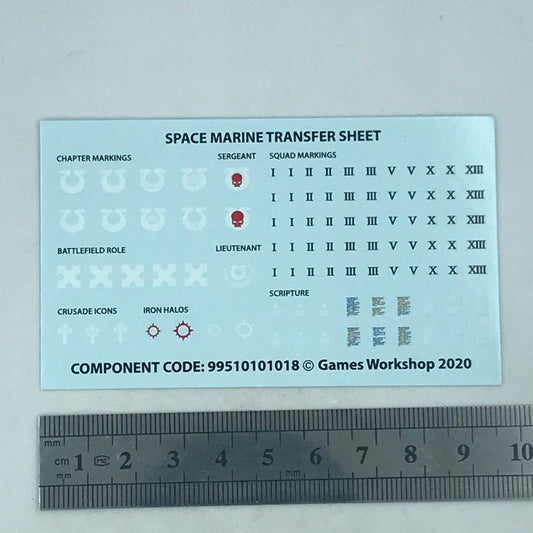 SPACE MARINE TRANSFER SHEET
CHAPTER MARKINGS SERGEANT SQUAD MARKINGS
I I II II III III V V X X XIII
I I II II III III V V X X XIII
I I II II III III V V X X XIII
BATTLEFIELD ROLE LIEUTENANT I I II II III III V V X X XIII
I I II II III III V V X X XIII
SCRIPTURE
CRUSADE ICONS IRON HALOS
COMPONENT CODE: 99510101018 © Games Workshop 2020
mm
cm 1 MC 2 3 4 5 6 7 8 9 10
mm mm